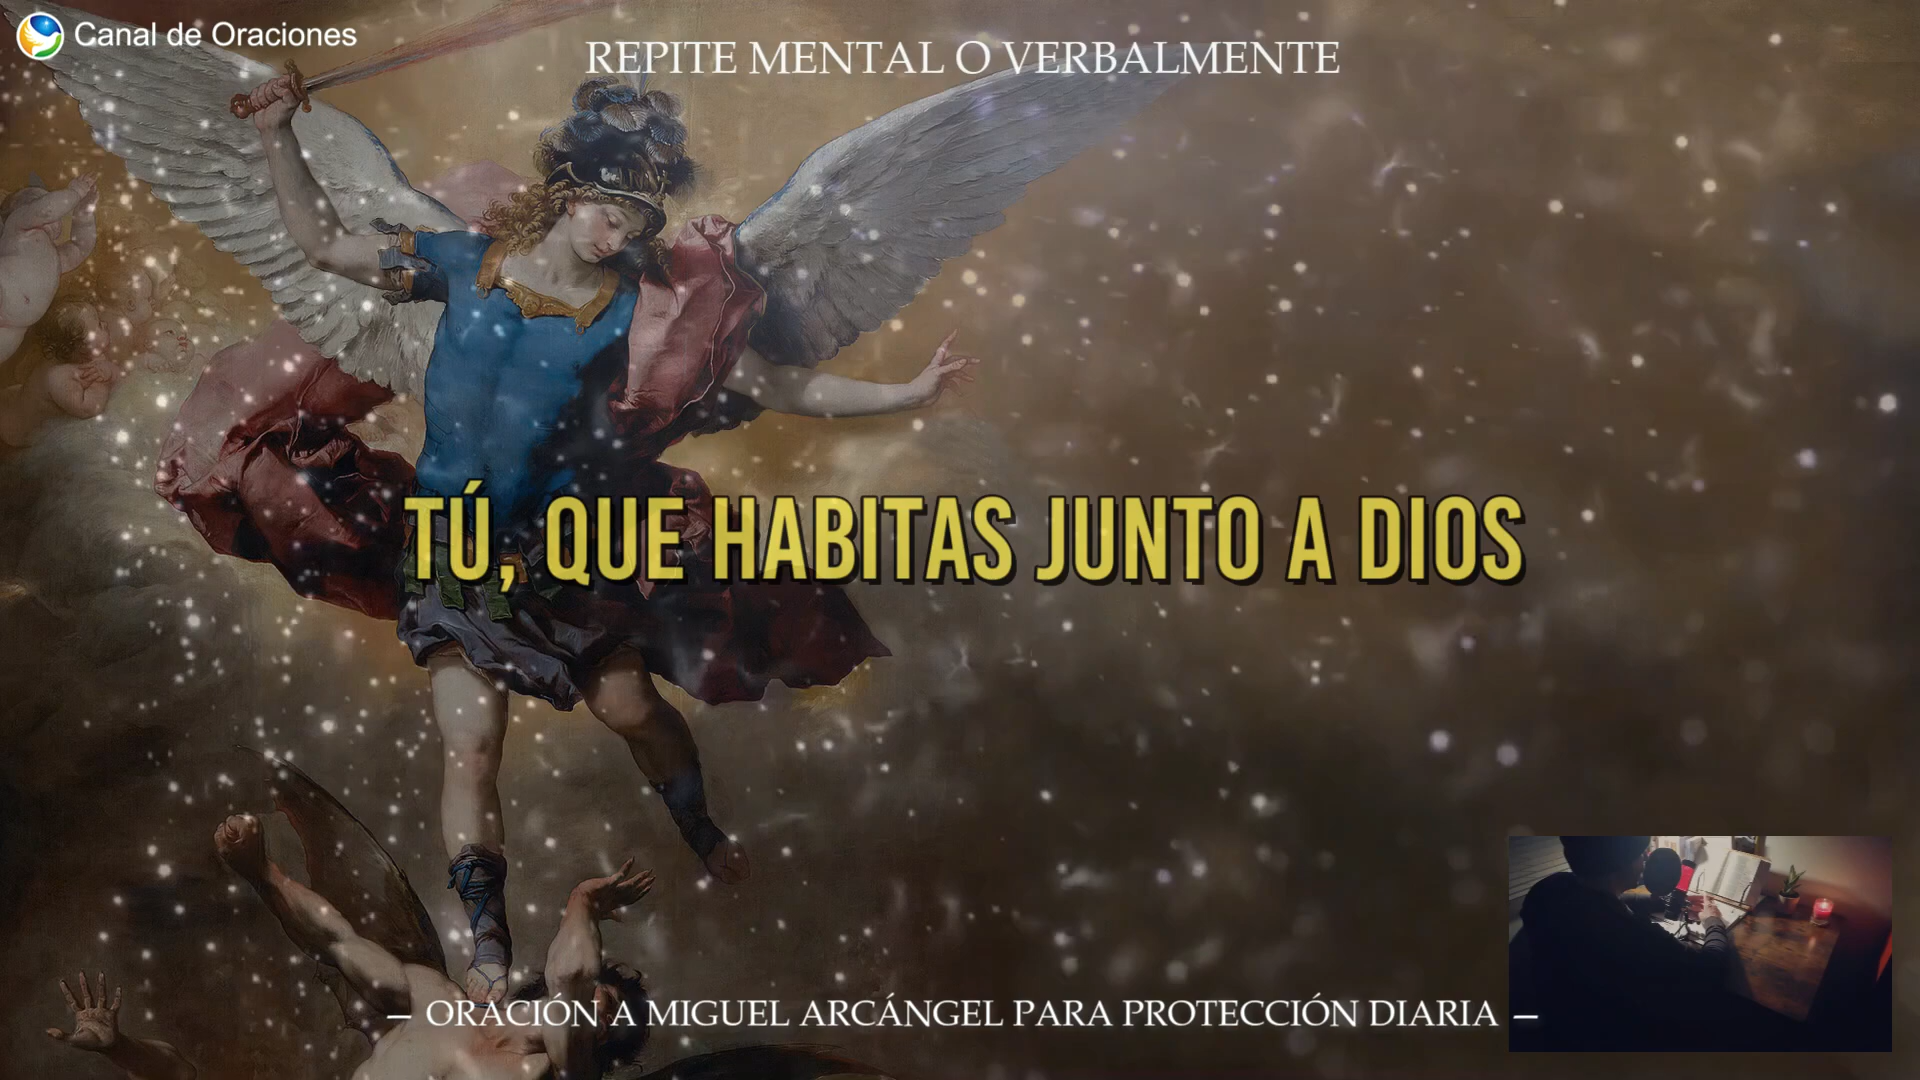 Canal de Oraciones
REPITE MENTAL O VERBALMENTE
TÚ, QUE HABITAS JUNTO A DIOS
— ORACIÓN A MIGUEL ARCÁNGEL PARA PROTECCIÓN DIARIA —